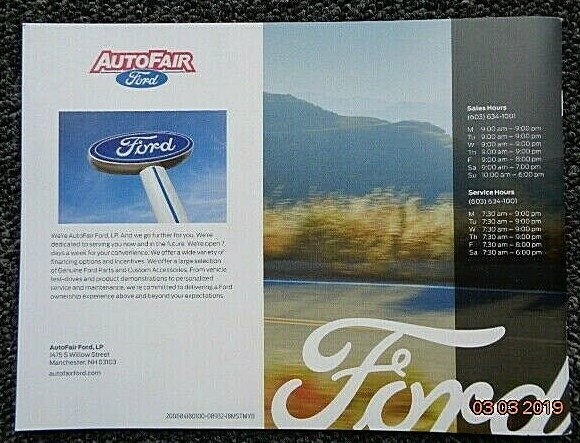 AUTOFAIR
Ford
Ford
We're AutoFair Ford, LP. And we go further for you. We're
dedicated to serving you now and in the future. We're open 7
days a week for your convenience. We offer a wide variety of
financing options and incentives. We offer a large selection
of Genuine Ford Parts and Custom Accessories. From vehicle
test-drives and product demonstrations to personalized
service and maintenance, we're committed to delivering a Ford
ownership experience above and beyond your expectations.
AutoFair Ford, LP
1475 S Willow Street
Manchester, NH 03103
autofairford.com
Sales Hours
(603) 634-1001
M 9:00 am – 9:00 pm
Tu 9:00 am – 9:00 pm
W 9:00 am – 9:00 pm
Th 9:00 am – 9:00 pm
F 9:00 am – 8:00 pm
Sa 9:00 am – 7:00 pm
Su 10:00 am – 6:00 pm
Service Hours
(603) 634-1001
M 7:30 am – 9:00 pm
Tu 7:30 am – 9:00 pm
W 7:30 am – 9:00 pm
Th 7:30 am – 9:00 pm
F 7:30 am – 8:00 pm
Sa 7:30 am – 6:00 pm
Ford
03 03 2019